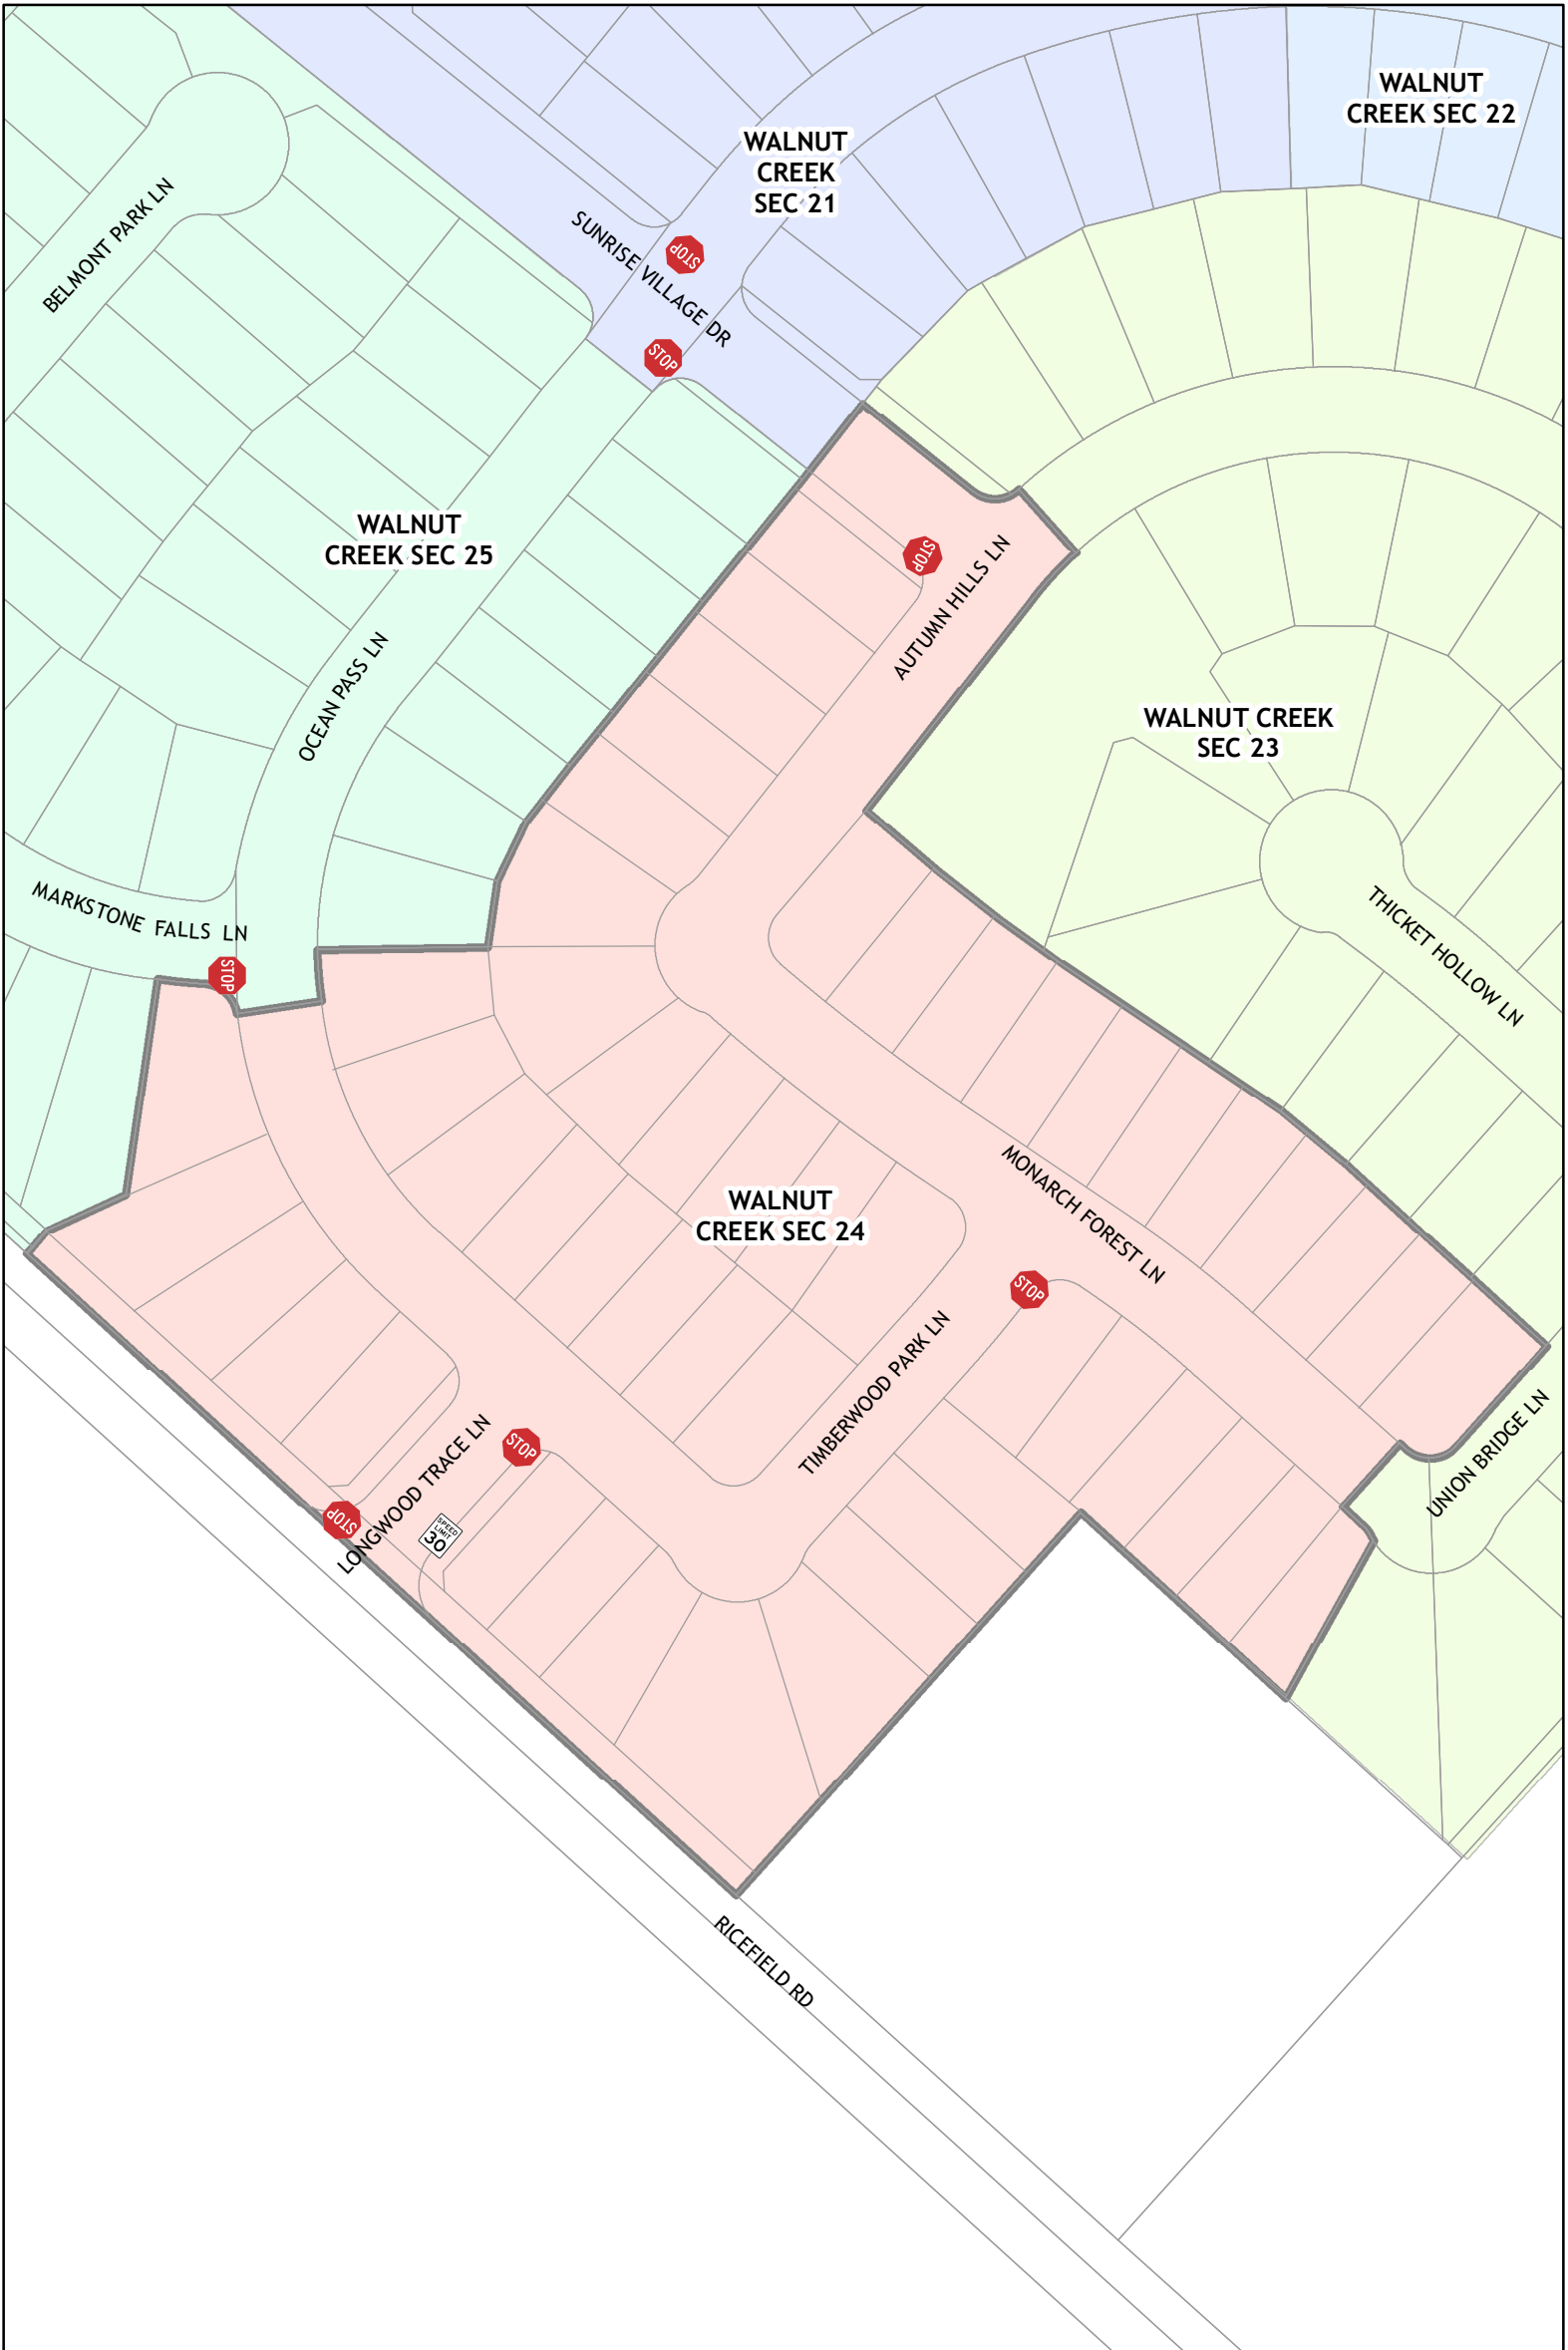 WALNUT
CREEK SEC 22
WALNUT
CREEK
SEC 21
BELMONT PARK LN
SUNRISE VILLAGE DR
STOP
STOP
WALNUT
CREEK SEC 25
STOP
AUTUMN HILLS LN
OCEAN PASS LN
WALNUT CREEK
SEC 23
MARKSTONE FALLS LN
STOP
THICKET HOLLOW LN
WALNUT
CREEK SEC 24
MONARCH FOREST LN
STOP
TIMBERWOOD PARK LN
UNION BRIDGE LN
STOP
LONGWOOD TRACE LN
STOP
SPEED
LIMIT
30
RICEFIELD RD